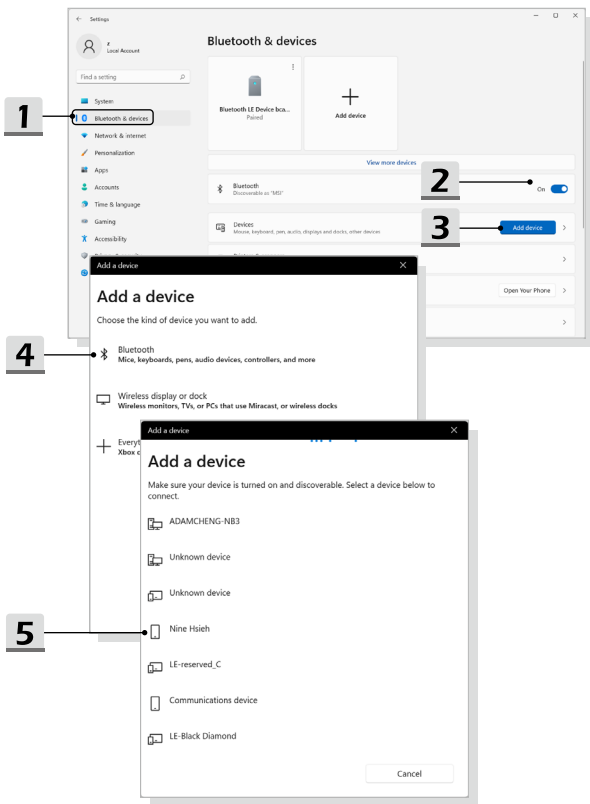 Settings
z
Local Account
Find a setting
System
Bluetooth & devices
Network & internet
Personalization
Apps
Accounts
Time & language
Gaming
Accessibility
Bluetooth & devices
Bluetooth LE Device bca...
Paired
Add device
View more devices
Bluetooth
Discoverable as "MSI"
On
Devices
Mouse, keyboard, pen, audio, displays and docks, other devices
Add device
Open Your Phone
1
2
3
Add a device
Add a device
Choose the kind of device you want to add.
4
Bluetooth
Mice, keyboards, pens, audio devices, controllers, and more
Wireless display or dock
Wireless monitors, TVs, or PCs that use Miracast, or wireless docks
Everyt
Xbox c
Add a device
Add a device
Make sure your device is turned on and discoverable. Select a device below to
connect.
ADAMCHENG-NB3
Unknown device
Unknown device
5
Nine Hsieh
LE-reserved_C
Communications device
LE-Black Diamond
Cancel